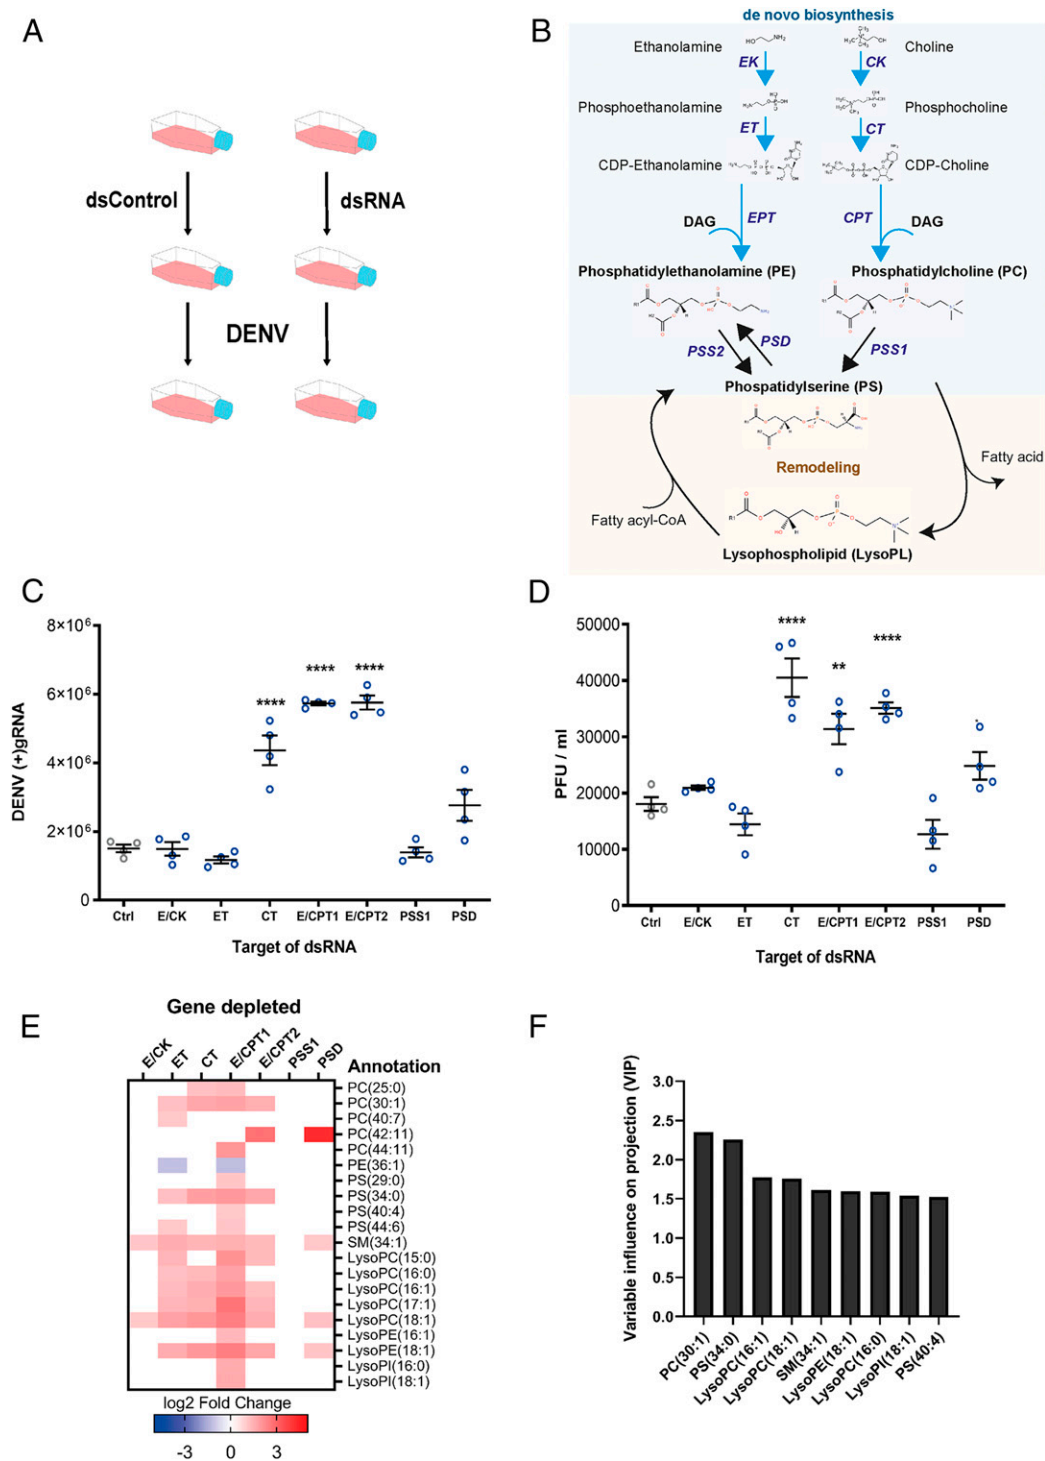 A
dsControl
dsRNA
DENV
B
de novo biosynthesis
Ethanolamine
Choline
EK
CK
Phosphoethanolamine
Phosphocholine
ET
CT
CDP-Ethanolamine
CDP-Choline
DAG
EPT
CPT
DAG
Phosphatidylethanolamine (PE)
Phosphatidylcholine (PC)
PSS2
PSD
PSS1
Phospatidylserine (PS)
Remodeling
Fatty acid
Fatty acyl-CoA
Lysophospholipid (LysoPL)
C
DENV (+)gRNA
8×10⁶
6×10⁶
4×10⁶
2×10⁶
0
**** **** ****
Ctrl E/CK ET CT E/CPT1 E/CPT2 PSS1 PSD
Target of dsRNA
D
PFU / ml
50000
40000
30000
20000
10000
0
**** ** ****
Ctrl E/CK ET CT E/CPT1 E/CPT2 PSS1 PSD
Target of dsRNA
E
Gene depleted
E/CK ET CT E/CPT1 E/CPT2 PSS1 PSD
Annotation
PC(25:0)
PC(30:1)
PC(40:7)
PC(42:11)
PC(44:11)
PE(36:1)
PS(29:0)
PS(34:0)
PS(40:4)
PS(44:6)
SM(34:1)
LysoPC(15:0)
LysoPC(16:0)
LysoPC(16:1)
LysoPC(17:1)
LysoPC(18:1)
LysoPE(16:1)
LysoPE(18:1)
LysoPI(16:0)
LysoPI(18:1)
log2 Fold Change
-3 0 3
F
Variable influence on projection (VIP)
3.0
2.5
2.0
1.5
1.0
0.5
0.0
PC(30:1)
PS(34:0)
LysoPC(16:1)
LysoPC(18:1)
SM(34:1)
LysoPE(18:1)
LysoPC(16:0)
LysoPI(18:1)
PS(40:4)